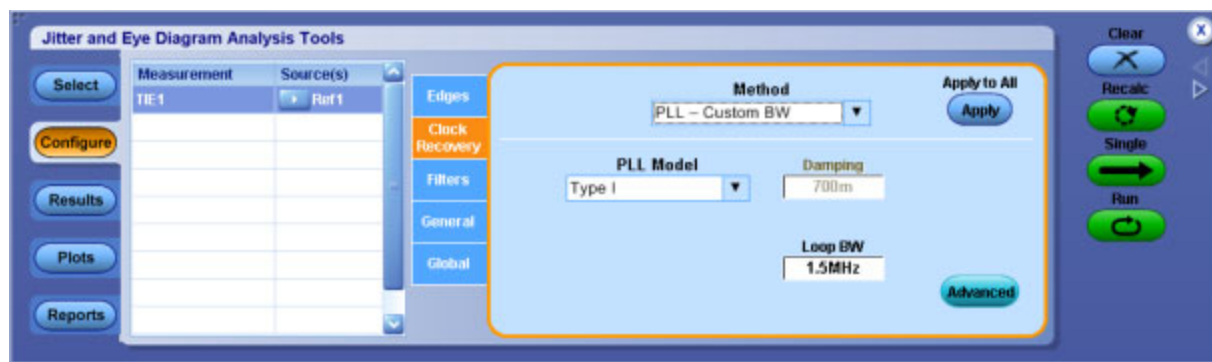 Jitter and Eye Diagram Analysis Tools
Select
Configure
Results
Plots
Reports
Measurement Source(s)
TIE1 Ref1
Edges
Clock
Recovery
Filters
General
Global
Method
PLL – Custom BW
Apply to All
Apply
PLL Model
Type I
Damping
700m
Loop BW
1.5MHz
Advanced
Clear
X
Recalc
Single
Run